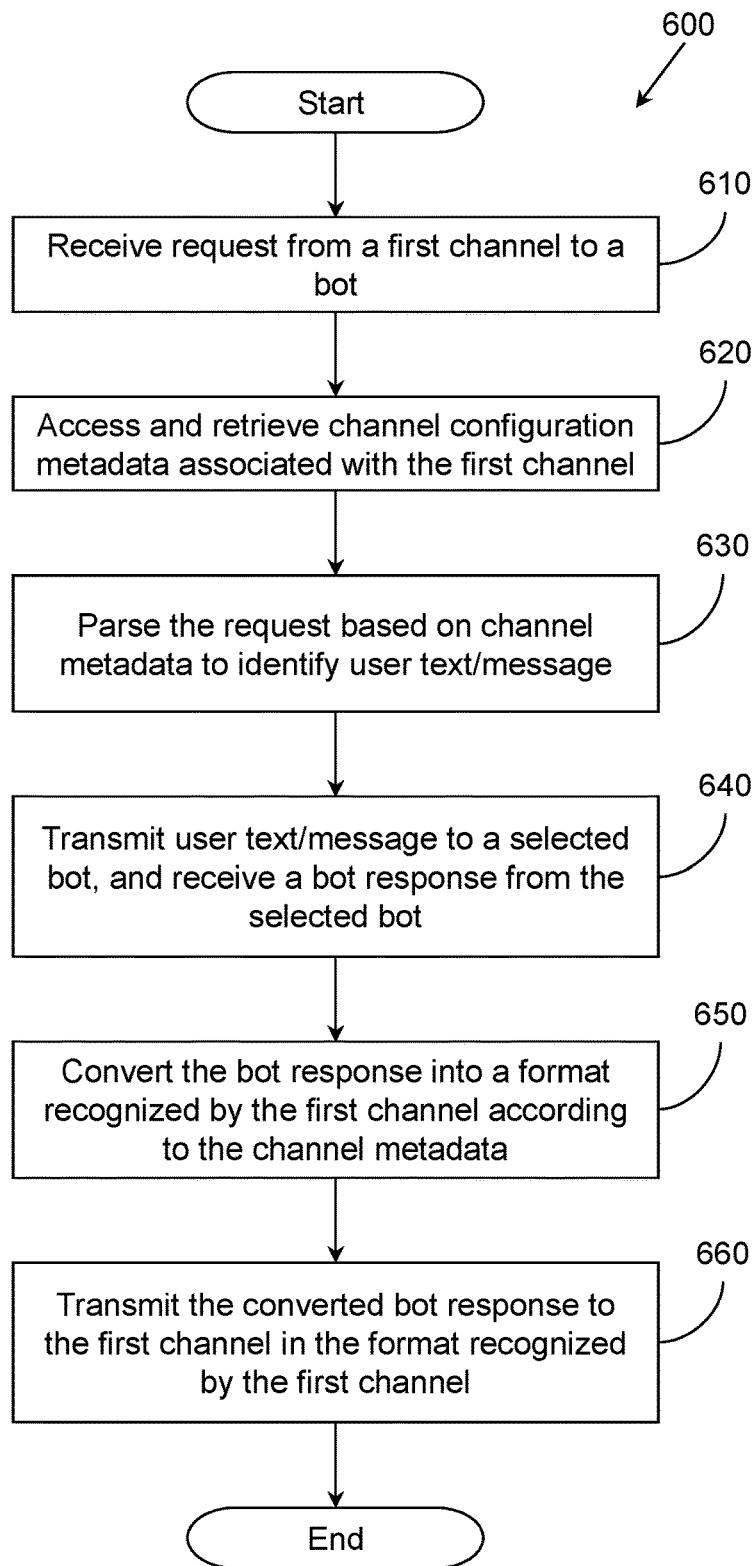 600
Start
610
Receive request from a first channel to a
bot
620
Access and retrieve channel configuration
metadata associated with the first channel
630
Parse the request based on channel
metadata to identify user text/message
640
Transmit user text/message to a selected
bot, and receive a bot response from the
selected bot
650
Convert the bot response into a format
recognized by the first channel according
to the channel metadata
660
Transmit the converted bot response to
the first channel in the format recognized
by the first channel
End